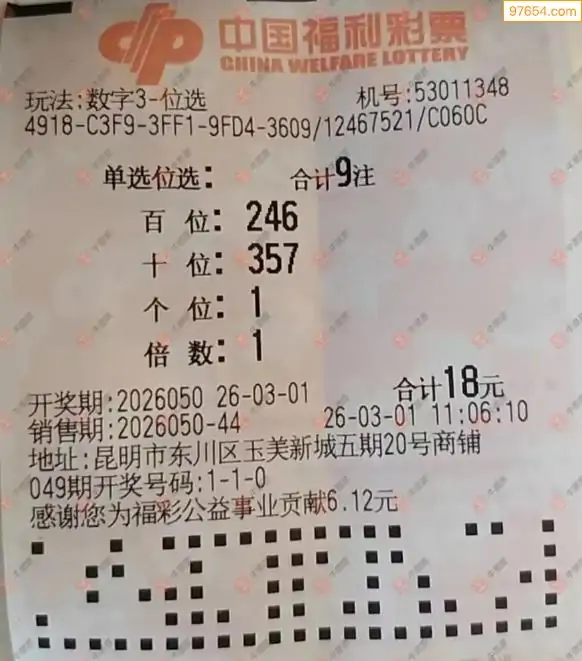 97654.com
中国福利彩票
CHINA WELFARE LOTTERY
玩法:数字3-位选 机号:53011348
4918-C3F9-3FF1-9FD4-3609/12467521/C060C
单选位选: 合计9注
百 位: 246
十 位: 357
个 位: 1
倍 数: 1
开奖期:2026050 26-03-01 合计18元
销售期:2026050-44 26-03-01 11:06:10
地址:昆明市东川区玉美新城五期20号商铺
049期开奖号码:1-1-0
感谢您为福彩公益事业贡献6.12元